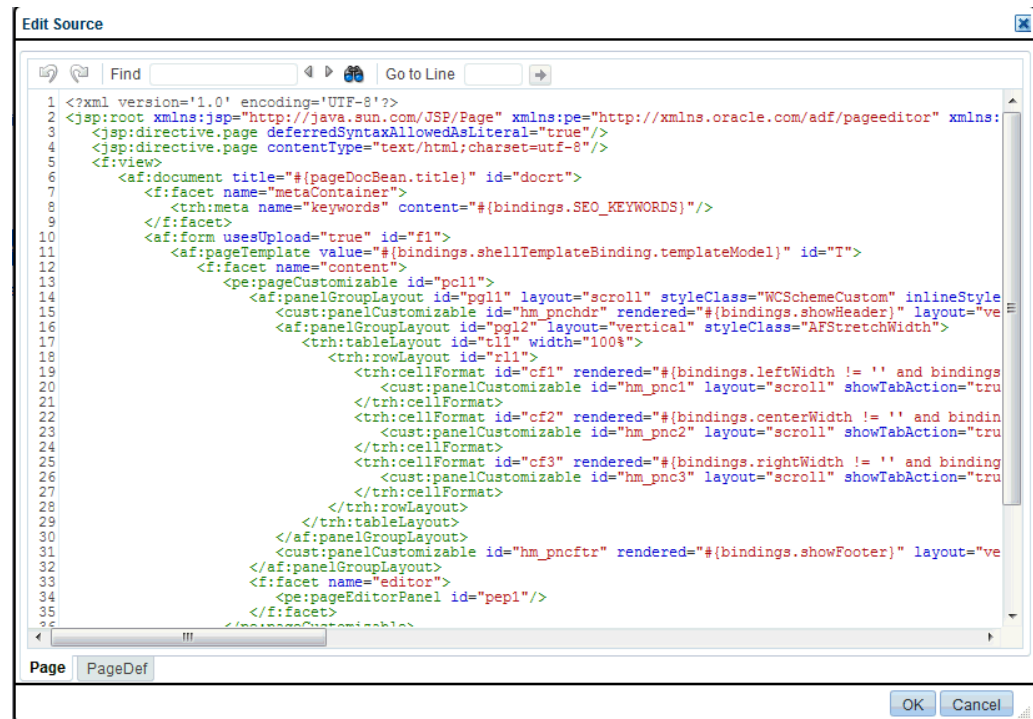 Edit Source
Find Go to Line
1 <?xml version='1.0' encoding='UTF-8'?>
2 <jsp:root xmlns:jsp="http://java.sun.com/JSP/Page" xmlns:pe="http://xmlns.oracle.com/adf/pageeditor" xmlns:
3 <jsp:directive.page deferredSyntaxAllowedAsLiteral="true"/>
4 <jsp:directive.page contentType="text/html;charset=utf-8"/>
5 <f:view>
6 <af:document title="#{pageDocBean.title}" id="docrt">
7 <f:facet name="metaContainer">
8 <trh:meta name="keywords" content="#{bindings.SEO_KEYWORDS}"/>
9 </f:facet>
10 <af:form usesUpload="true" id="f1">
11 <af:pageTemplate value="#{bindings.shellTemplateBinding.templateModel}" id="T">
12 <f:facet name="content">
13 <pe:pageCustomizable id="pcl1">
14 <af:panelGroupLayout id="pgl1" layout="scroll" styleClass="WCSchemeCustom" inlineStyle
15 <cust:panelCustomizable id="hm_pnchdr" rendered="#{bindings.showHeader}" layout="ve
16 <af:panelGroupLayout id="pgl2" layout="vertical" styleClass="AFStretchWidth">
17 <trh:tableLayout id="tl1" width="100%">
18 <trh:rowLayout id="rl1">
19 <trh:cellFormat id="cf1" rendered="#{bindings.leftWidth != '' and bindings
20 <cust:panelCustomizable id="hm_pnc1" layout="scroll" showTabAction="tru
21 </trh:cellFormat>
22 <trh:cellFormat id="cf2" rendered="#{bindings.centerWidth != '' and bindin
23 <cust:panelCustomizable id="hm_pnc2" layout="scroll" showTabAction="tru
24 </trh:cellFormat>
25 <trh:cellFormat id="cf3" rendered="#{bindings.rightWidth != '' and binding
26 <cust:panelCustomizable id="hm_pnc3" layout="scroll" showTabAction="tru
27 </trh:cellFormat>
28 </trh:rowLayout>
29 </trh:tableLayout>
30 </af:panelGroupLayout>
31 <cust:panelCustomizable id="hm_pncftr" rendered="#{bindings.showFooter}" layout="ve
32 </af:panelGroupLayout>
33 <f:facet name="editor">
34 <pe:pageEditorPanel id="pep1"/>
35 </f:facet>
36 </pe:pageCustomizable>
Page PageDef
OK Cancel